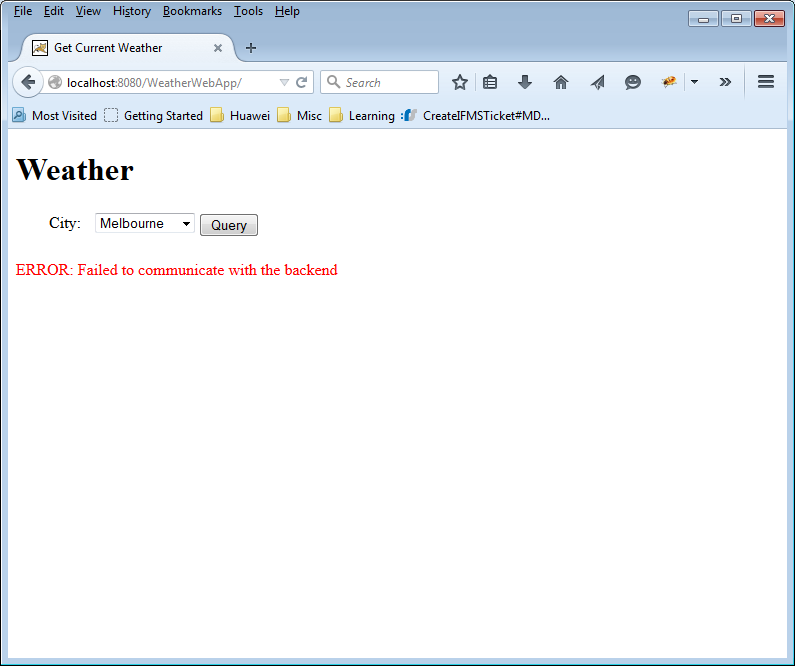 File Edit View History Bookmarks Tools Help
Get Current Weather
localhost:8080/WeatherWebApp/ Search
Most Visited Getting Started Huawei Misc Learning CreateIFMSTicket#MD...
Weather
City: Melbourne Query
ERROR: Failed to communicate with the backend